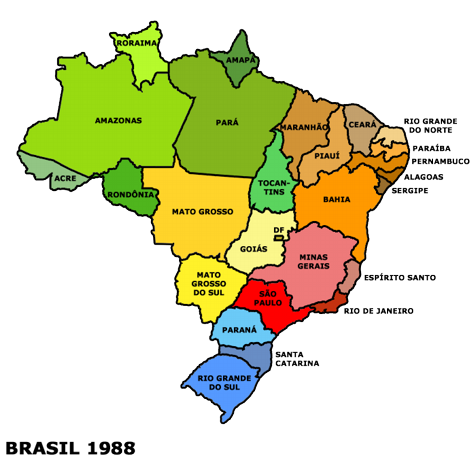 RORAIMA
AMAPÁ
AMAZONAS
PARÁ
MARANHÃO
CEARÁ
RIO GRANDE
DO NORTE
PARAÍBA
PIAUÍ
PERNAMBUCO
ACRE
RONDÔNIA
TOCAN-
TINS
ALAGOAS
SERGIPE
BAHIA
MATO GROSSO
DF
GOIÁS
MINAS
GERAIS
MATO
GROSSO
DO SUL
ESPÍRITO SANTO
SÃO
PAULO
RIO DE JANEIRO
PARANÁ
SANTA
CATARINA
RIO GRANDE
DO SUL
BRASIL 1988